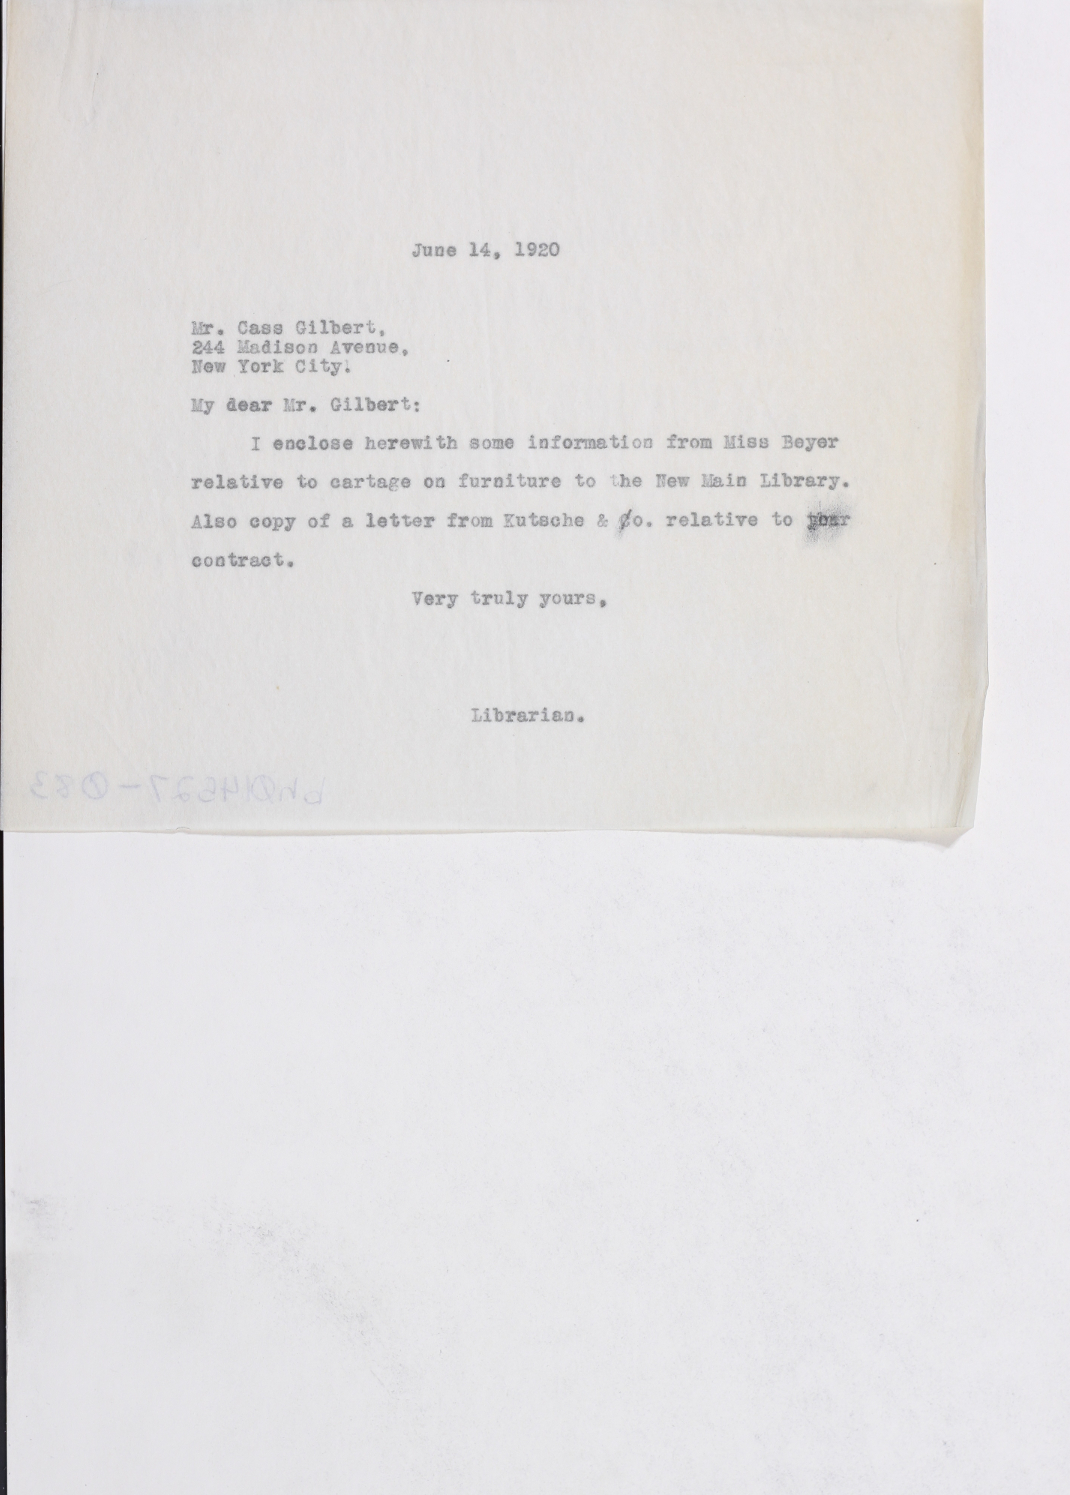 June 14, 1920
Mr. Cass Gilbert,
244 Madison Avenue,
New York City.
My dear Mr. Gilbert:
I enclose herewith some information from Miss Beyer
relative to cartage on furniture to the New Main Library.
Also copy of a letter from Kutsche & Co. relative to
contract.
Very truly yours,
Librarian.